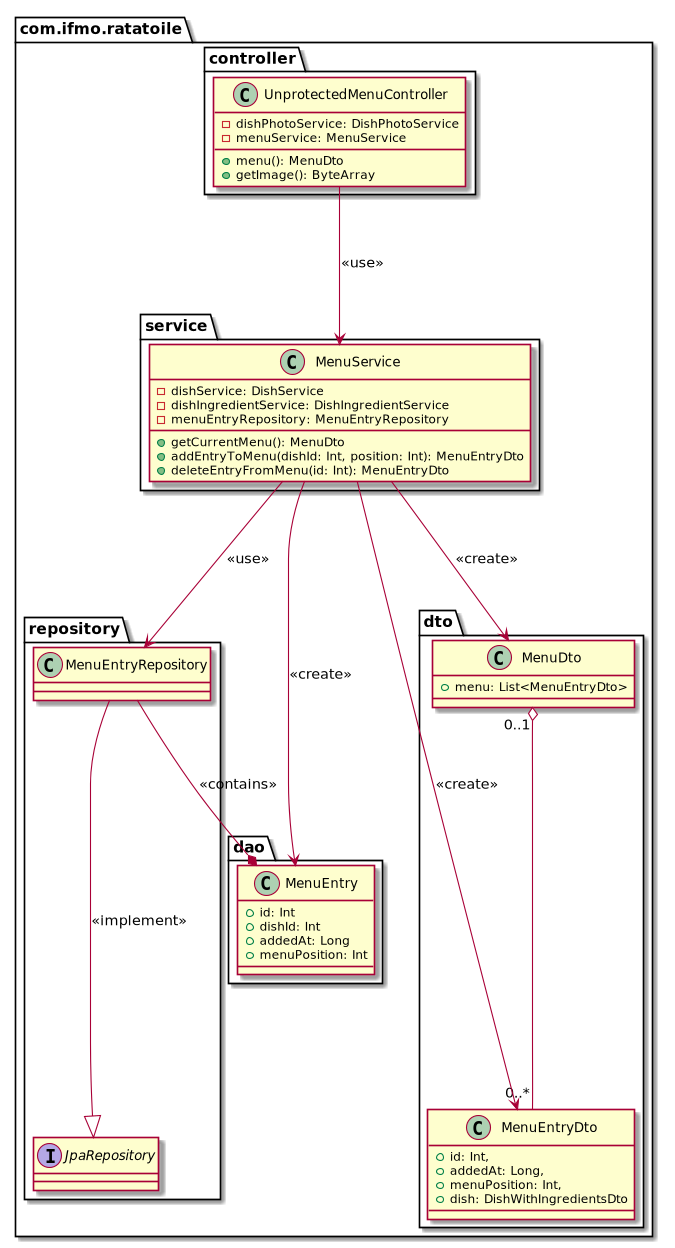 com.ifmo.ratatoile
controller
C UnprotectedMenuController
dishPhotoService: DishPhotoService
menuService: MenuService
menu(): MenuDto
getImage(): ByteArray
«use»
service
C MenuService
dishService: DishService
dishIngredientService: DishIngredientService
menuEntryRepository: MenuEntryRepository
getCurrentMenu(): MenuDto
addEntryToMenu(dishId: Int, position: Int): MenuEntryDto
deleteEntryFromMenu(id: Int): MenuEntryDto
«use»
«create»
«create»
«create»
repository
C MenuEntryRepository
dto
C MenuDto
menu: List<MenuEntryDto>
0..1
«contains»
dao
C MenuEntry
id: Int
dishId: Int
addedAt: Long
menuPosition: Int
«implement»
I JpaRepository
0..*
C MenuEntryDto
id: Int,
addedAt: Long,
menuPosition: Int,
dish: DishWithIngredientsDto